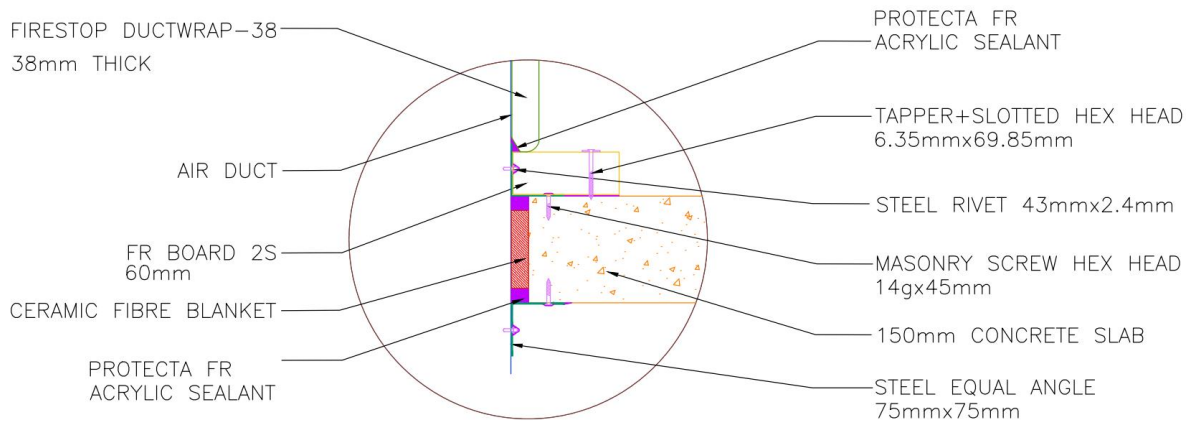 FIRESTOP DUCTWRAP-38
38mm THICK
AIR DUCT
FR BOARD 2S
60mm
CERAMIC FIBRE BLANKET
PROTECTA FR
ACRYLIC SEALANT
PROTECTA FR
ACRYLIC SEALANT
TAPPER+SLOTTED HEX HEAD
6.35mmx69.85mm
STEEL RIVET 43mmx2.4mm
MASONRY SCREW HEX HEAD
14gx45mm
150mm CONCRETE SLAB
STEEL EQUAL ANGLE
75mmx75mm